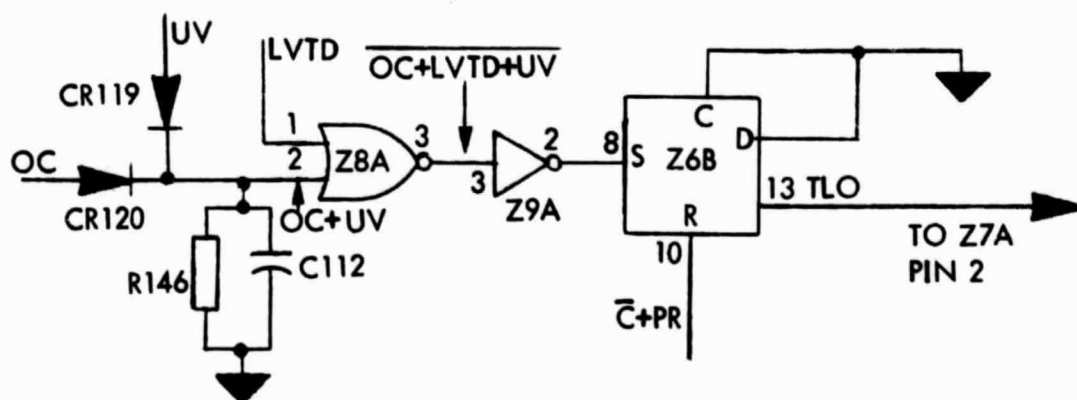 UV
LVTD
OC+LVTD+UV
CR119
C
D
1
3
2
8
S
Z6B
OC
2
Z8A
3
Z9A
13 TLO
CR120
OC+UV
R
10
TO Z7A
PIN 2
R146
C112
C̅+PR